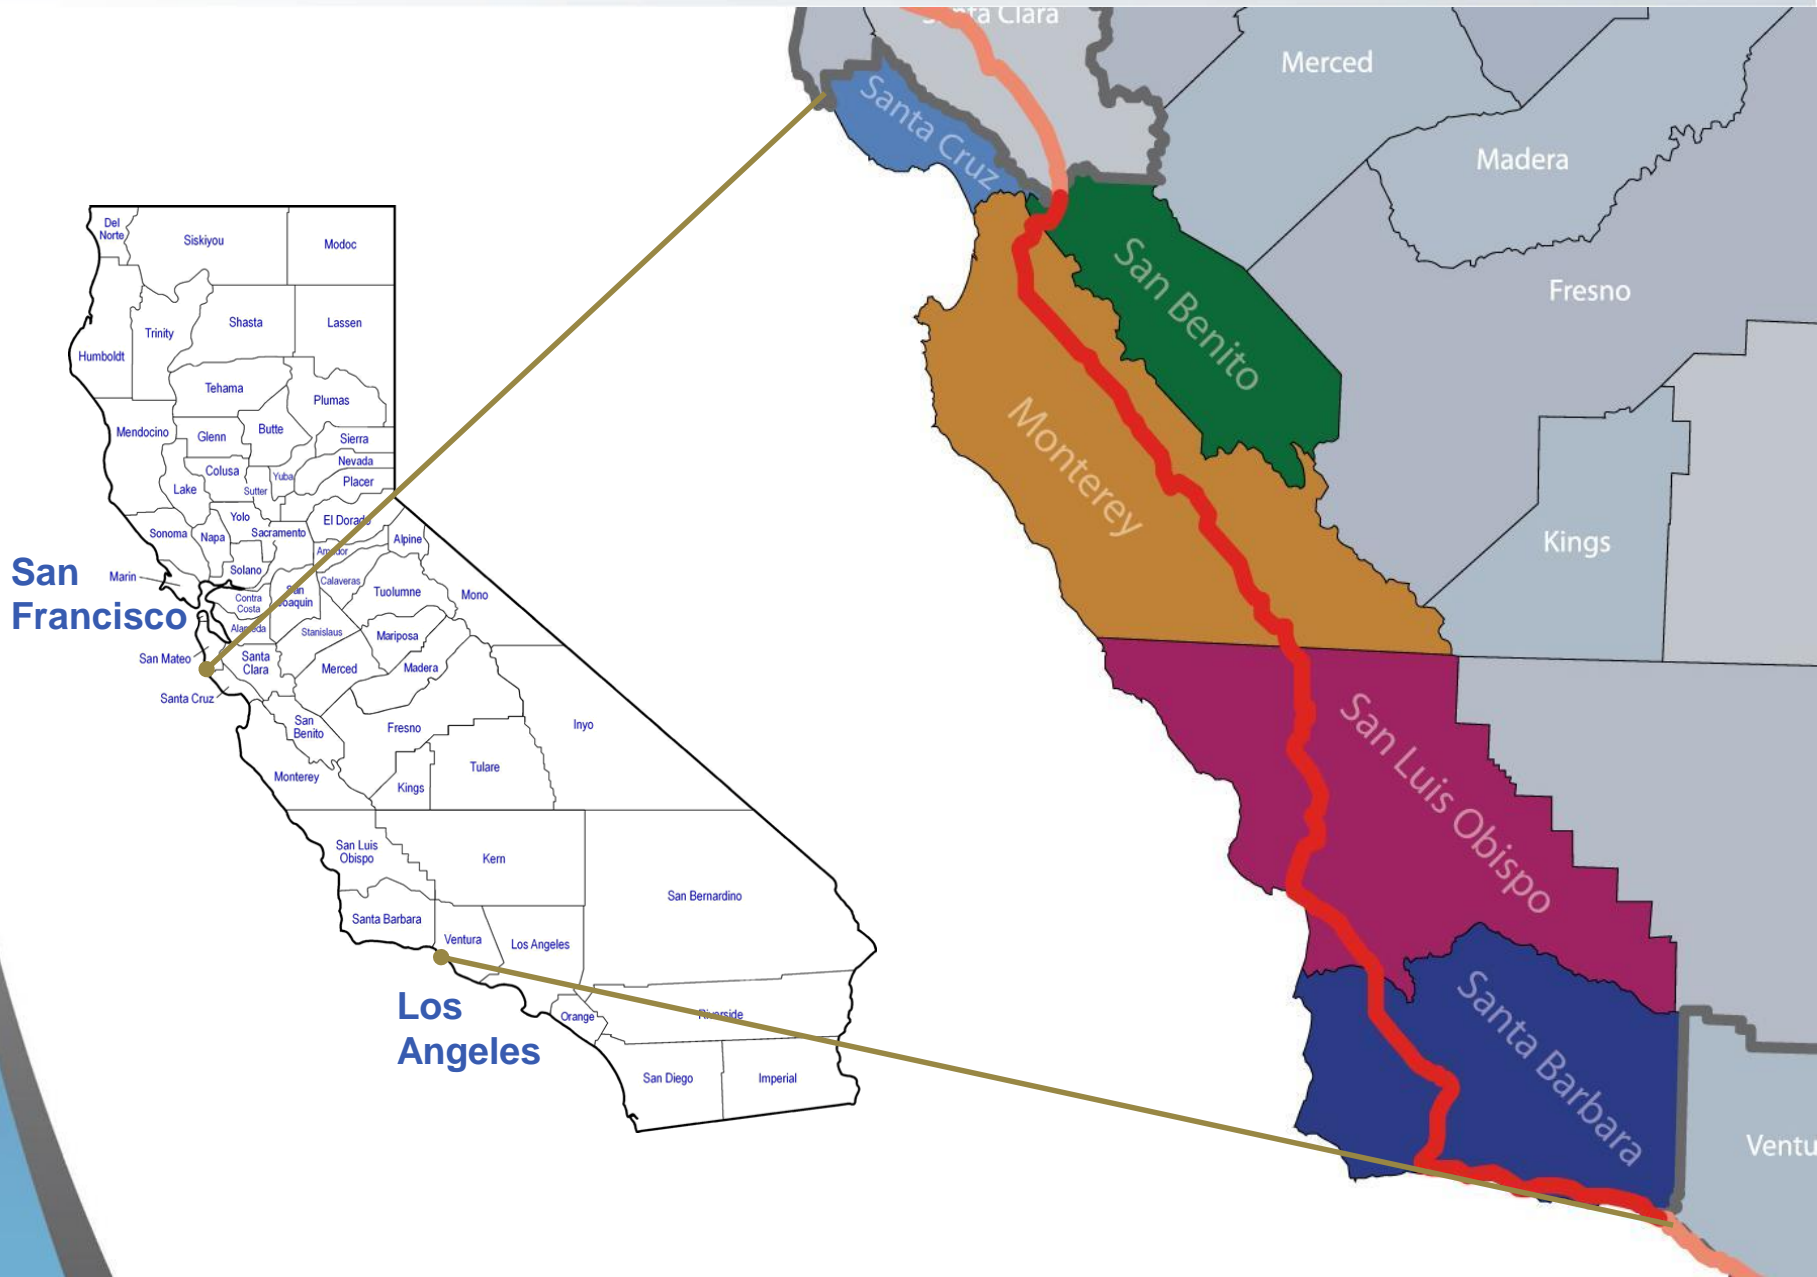 Del
Norte
Siskiyou
Modoc
Shasta
Lassen
Trinity
Humboldt
Tehama
Plumas
Mendocino
Glenn
Butte
Sierra
Nevada
Colusa
Yuba
Placer
Lake
Sutter
Yolo
El Dorado
Sonoma
Napa
Sacramento
Alpine
Amador
Solano
Marin
Calaveras
Contra
Costa
San
Joaquin
Tuolumne
Mono
Alameda
Stanislaus
Mariposa
San Mateo
Santa
Clara
Merced
Madera
Santa Cruz
San
Benito
Fresno
Inyo
Monterey
Kings
Tulare
San Luis
Obispo
Kern
San Bernardino
Santa Barbara
Ventura
Los Angeles
Orange
Riverside
San Diego
Imperial
San
Francisco
Los
Angeles
Santa Clara
Merced
Santa Cruz
Madera
San Benito
Fresno
Monterey
Kings
San Luis Obispo
Santa Barbara
Ventu